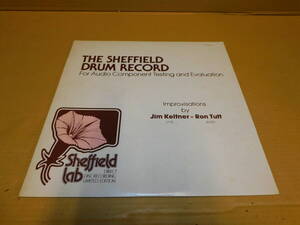 THE SHEFFIELD
DRUM RECORD
For Audio Component Testing and Evaluation
Improvisations
by
Jim Keltner - Ron Tutt
Sheffield
lab
DIRECT
DISC RECORDING
LIMITED EDITION